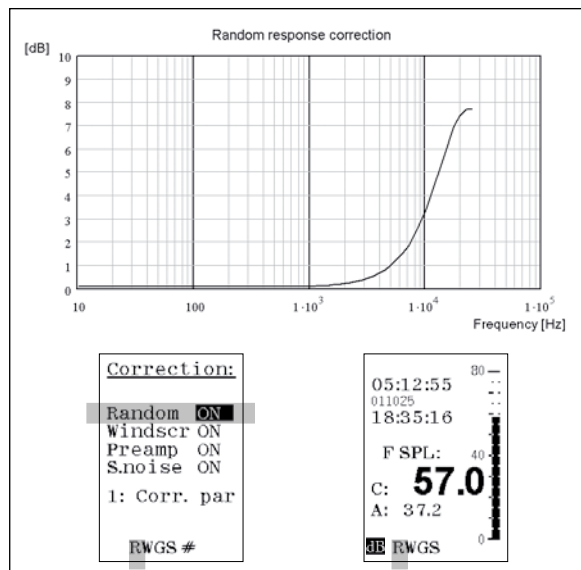 Random response correction
[dB]
10
9
8
7
6
5
4
3
2
1
0
10 100 1·10³ 1·10⁴ 1·10⁵
Frequency [Hz]
Correction:
Random ON
Windscr ON
Preamp ON
S.noise ON
1: Corr. par
RWGS #
80
05:12:55
011025
18:35:16
F SPL:
40
C: 57.0
A: 37.2
0
dB RWGS